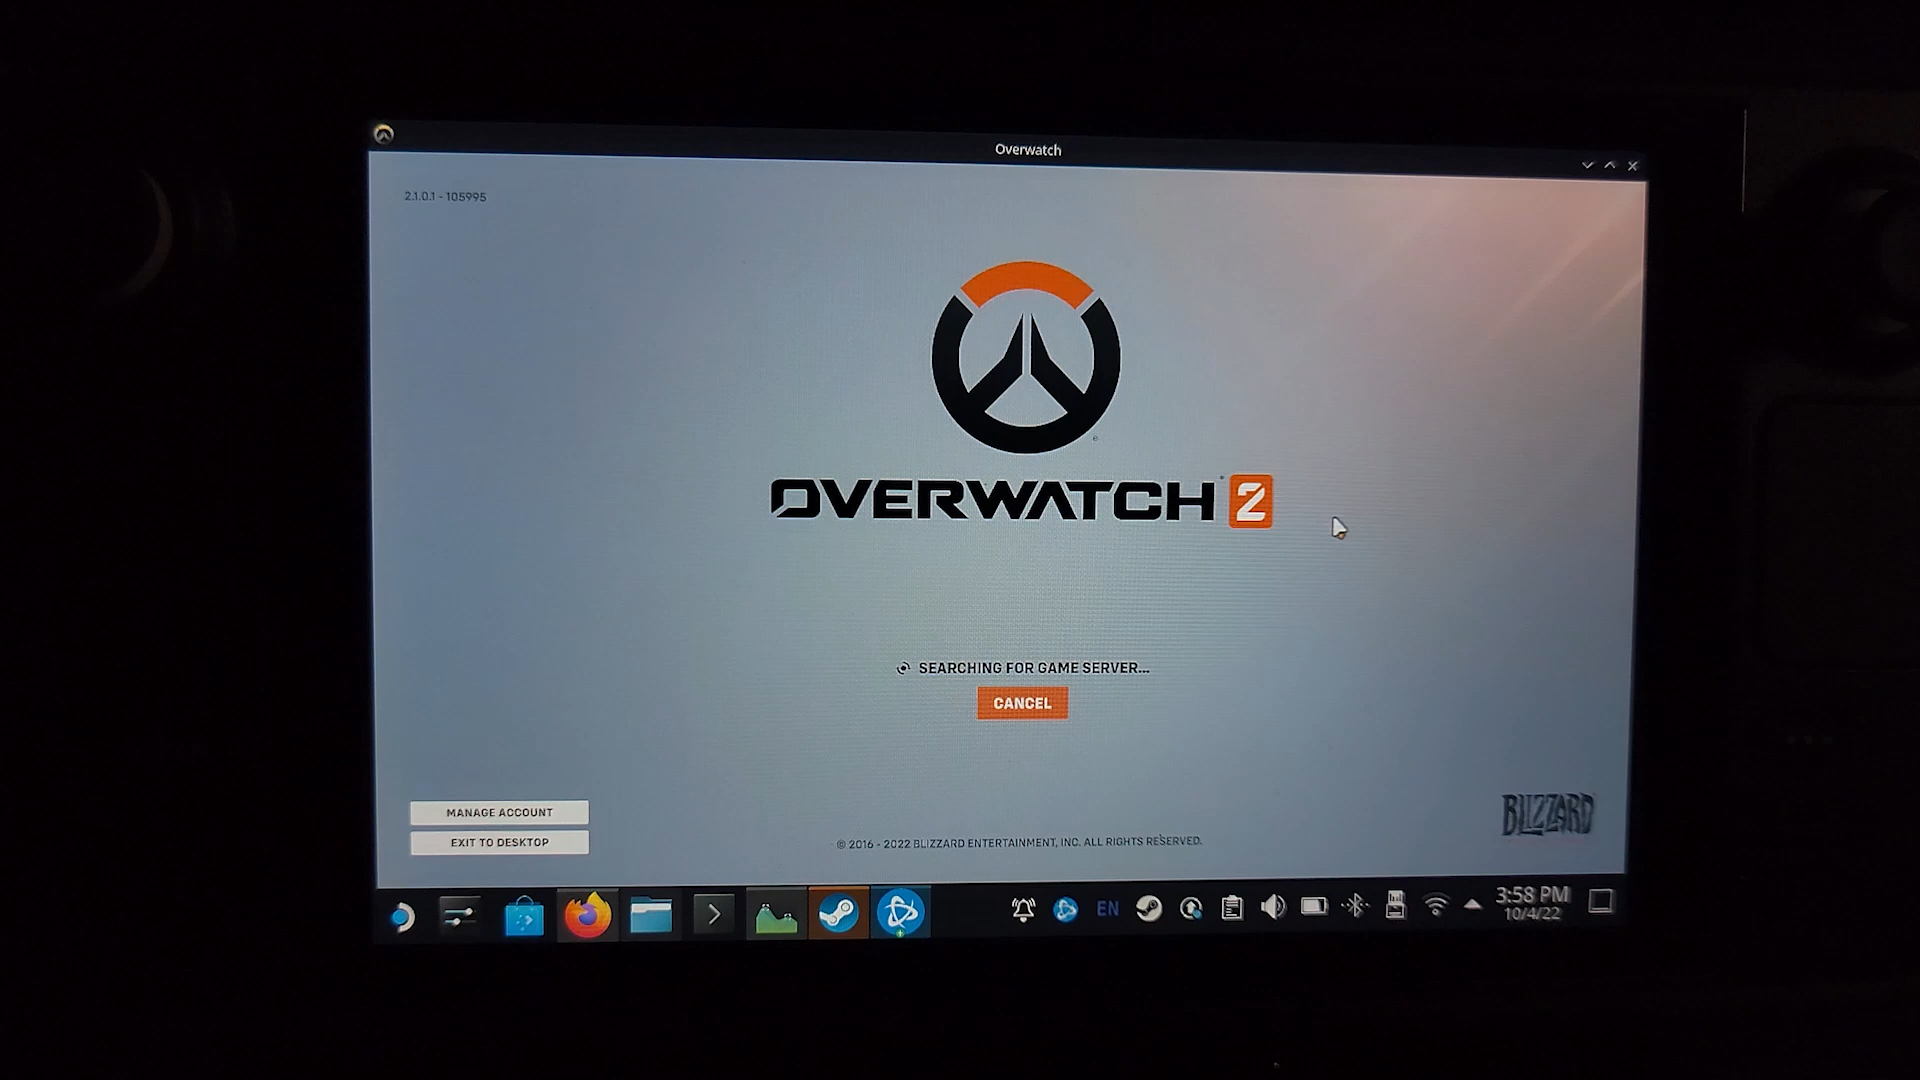 Overwatch
2.1.0.1 - 105995
OVERWATCH 2
SEARCHING FOR GAME SERVER...
CANCEL
MANAGE ACCOUNT
EXIT TO DESKTOP
© 2016 - 2022 BLIZZARD ENTERTAINMENT, INC. ALL RIGHTS RESERVED.
BLIZZARD
EN
3:58 PM
10/4/22